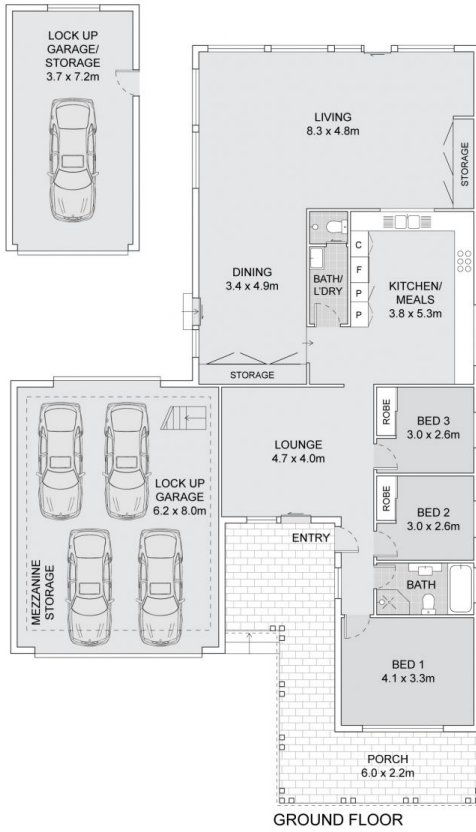 LOCK UP
GARAGE/
STORAGE
3.7 x 7.2m
LIVING
8.3 x 4.8m
STORAGE
DINING
3.4 x 4.9m
BATH/
L'DRY
C
F
P
P
KITCHEN/
MEALS
3.8 x 5.3m
STORAGE
LOUNGE
4.7 x 4.0m
ROBE
BED 3
3.0 x 2.6m
LOCK UP
GARAGE
6.2 x 8.0m
MEZZANINE
STORAGE
ROBE
BED 2
3.0 x 2.6m
ENTRY
BATH
BED 1
4.1 x 3.3m
PORCH
6.0 x 2.2m
GROUND FLOOR